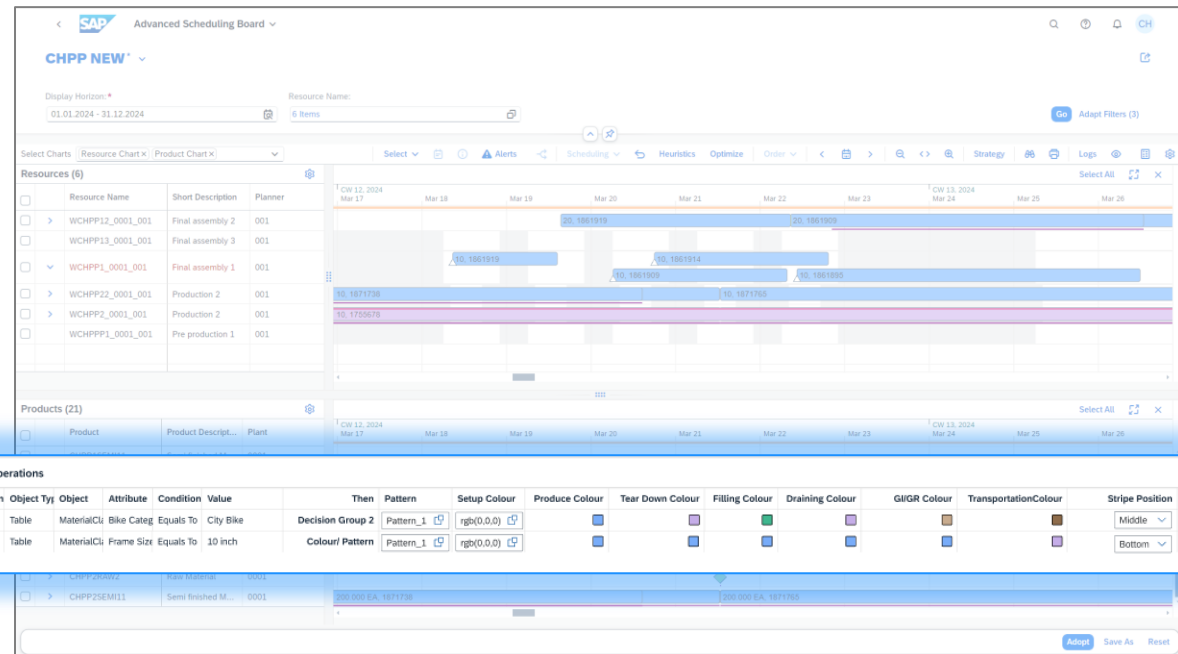 SAP Advanced Scheduling Board CH
CHPP NEW*
Display Horizon:* Resource Name:
01.01.2024 - 31.12.2024 6 Items Go Adapt Filters (3)
Select Charts Resource Chart Product Chart Select Alerts Scheduling Heuristics Optimize Order Strategy Logs
Resources (6) Select All
Resource Name Short Description Planner
CW 12, 2024 CW 13, 2024
Mar 17 Mar 18 Mar 19 Mar 20 Mar 21 Mar 22 Mar 23 Mar 24 Mar 25 Mar 26
WCHPP12_0001_001 Final assembly 2 001 20, 1861919 20, 1861909
WCHPP13_0001_001 Final assembly 3 001
WCHPP1_0001_001 Final assembly 1 001 10, 1861919 10, 1861914
10, 1861909 10, 1861895
WCHPP22_0001_001 Production 2 001 10, 1871738 10, 1871765
WCHPP2_0001_001 Production 2 001 10, 1755678
WCHPPP1_0001_001 Pre production 1 001
Products (21) Select All
Product Product Descript... Plant
CW 12, 2024 CW 13, 2024
Mar 17 Mar 18 Mar 19 Mar 20 Mar 21 Mar 22 Mar 23 Mar 24 Mar 25 Mar 26
perations
n Object Typ Object Attribute Condition Value Then Pattern Setup Colour Produce Colour Tear Down Colour Filling Colour Draining Colour GI/GR Colour TransportationColour Stripe Position
Table MaterialCla Bike Categ Equals To City Bike Decision Group 2 Pattern_1 rgb(0,0,0) Middle
Table MaterialCla Frame Size Equals To 10 inch Colour/ Pattern Pattern_1 rgb(0,0,0) Bottom
CHPP2RAW2 Raw Material 0001
CHPP2SEMI11 Semi finished M... 0001 200.000 EA, 1871738 200.000 EA, 1871765
Adopt Save As Reset